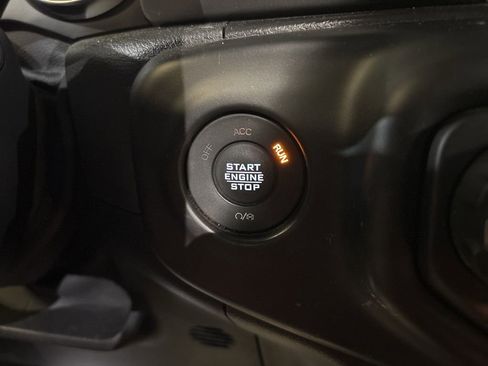 ACC
OFF
RUN
START
ENGINE
STOP